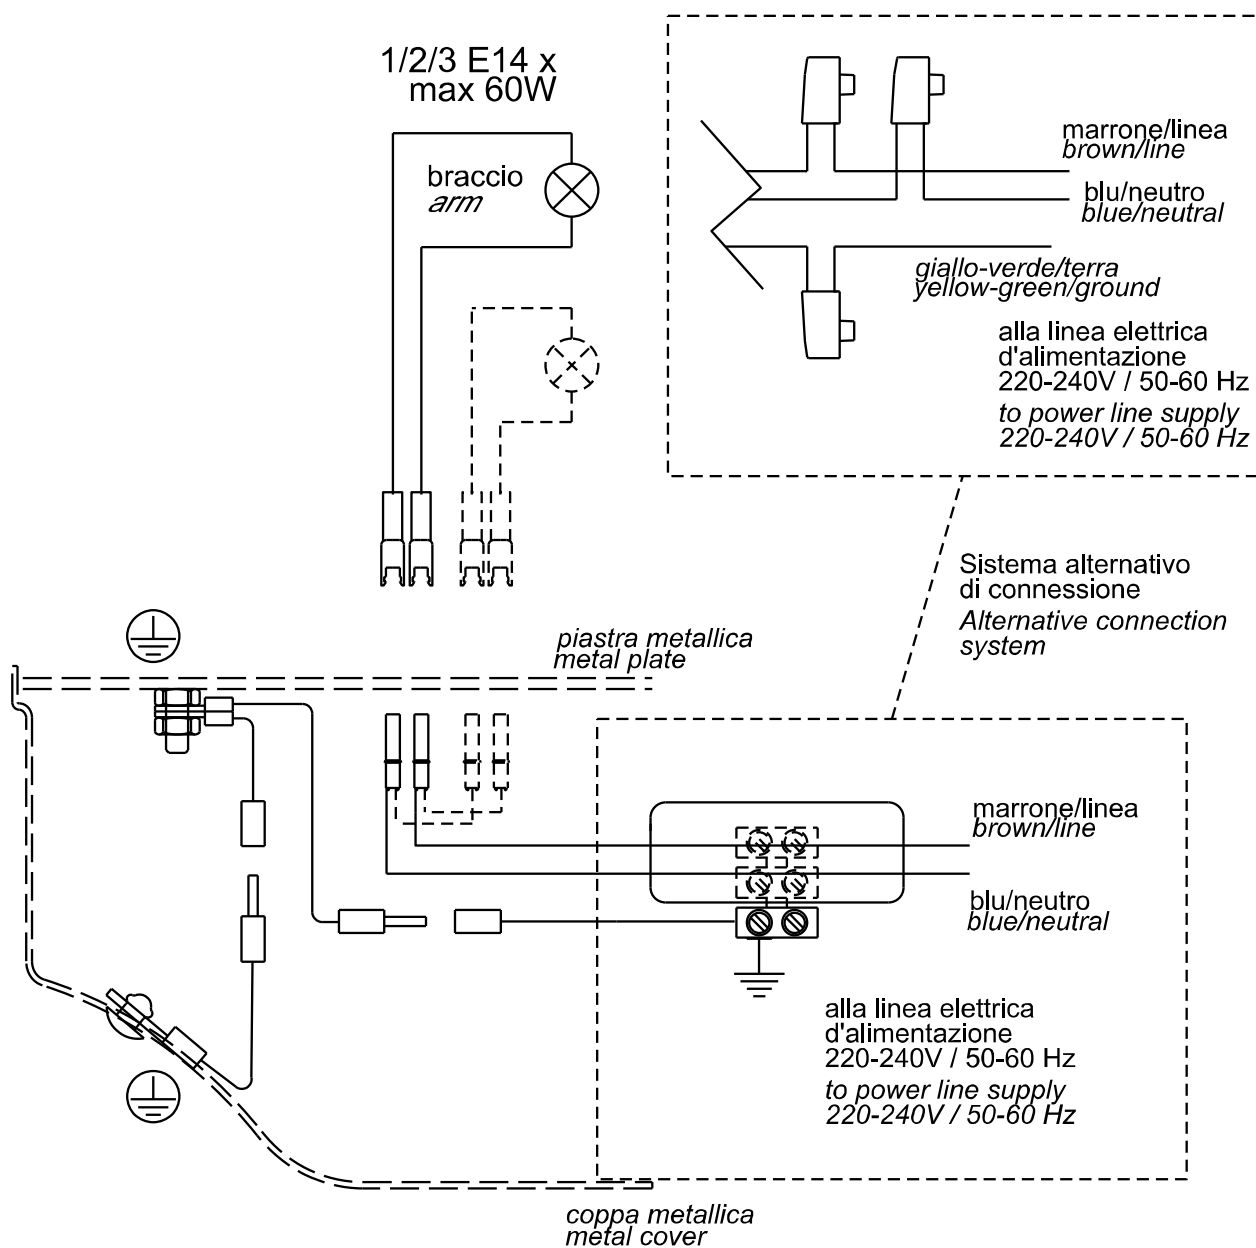 1/2/3 E14 x
max 60W
braccio
arm
marrone/linea
brown/line
blu/neutro
blue/neutral
giallo-verde/terra
yellow-green/ground
alla linea elettrica
d'alimentazione
220-240V / 50-60 Hz
to power line supply
220-240V / 50-60 Hz
Sistema alternativo
di connessione
Alternative connection
system
piastra metallica
metal plate
marrone/linea
brown/line
blu/neutro
blue/neutral
alla linea elettrica
d'alimentazione
220-240V / 50-60 Hz
to power line supply
220-240V / 50-60 Hz
coppa metallica
metal cover